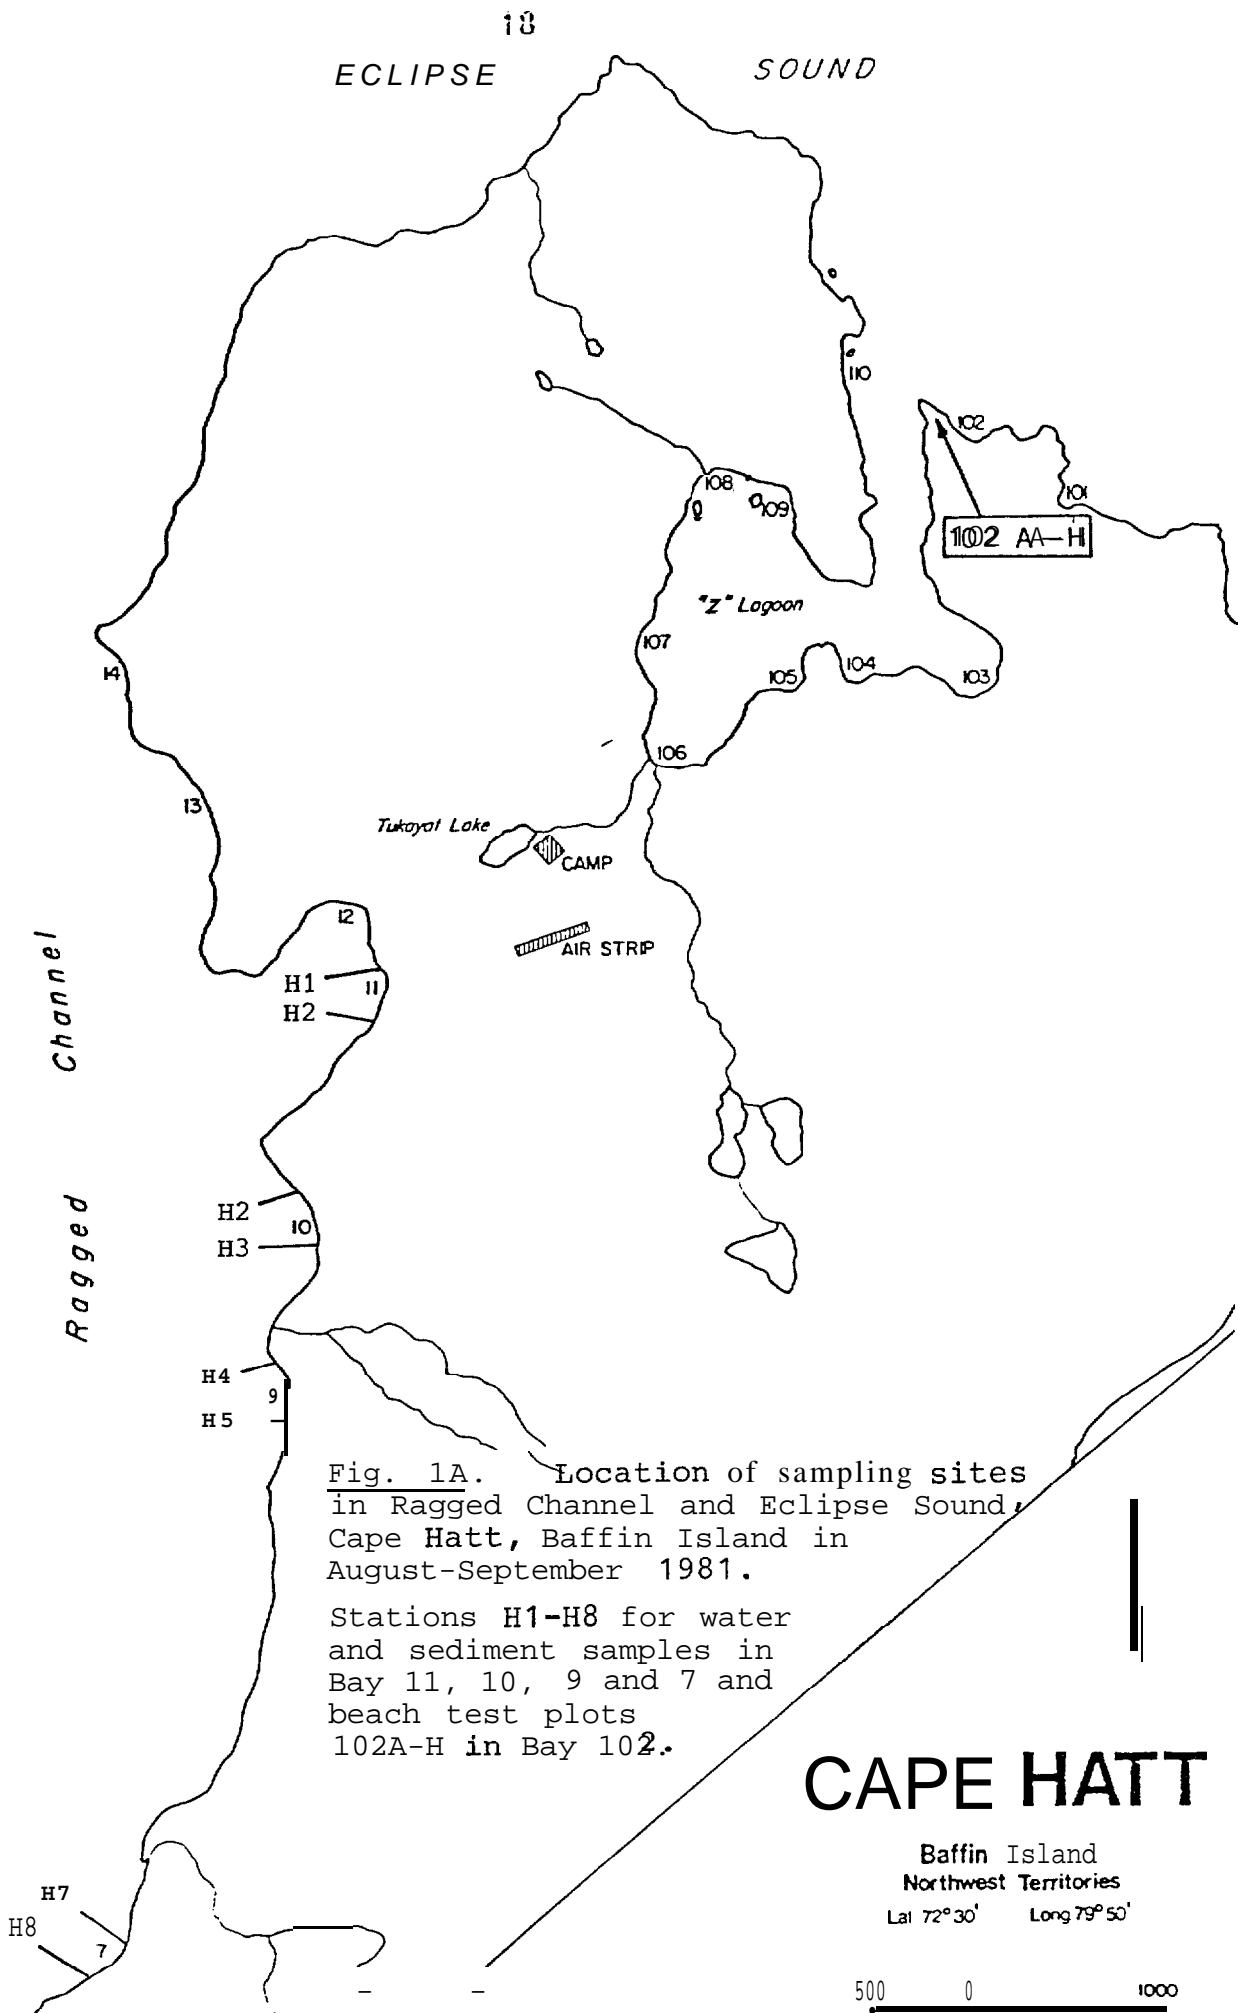 18
ECLIPSE SOUND
110
102
101
108
109
102 A-H
"Z" Lagoon
107
14
105
104
103
106
13
Tukayat Lake
CAMP
12
AIR STRIP
H1
11
H2
Channel
H2
10
H3
Ragged
H4
9
H5
Fig. 1A. Location of sampling sites
in Ragged Channel and Eclipse Sound,
Cape Hatt, Baffin Island in
August-September 1981.
Stations H1-H8 for water
and sediment samples in
Bay 11, 10, 9 and 7 and
beach test plots
102A-H in Bay 102.
CAPE HATT
Baffin Island
Northwest Territories
Lat 72°30' Long 79°50'
H7
H8
7
500 0 1000